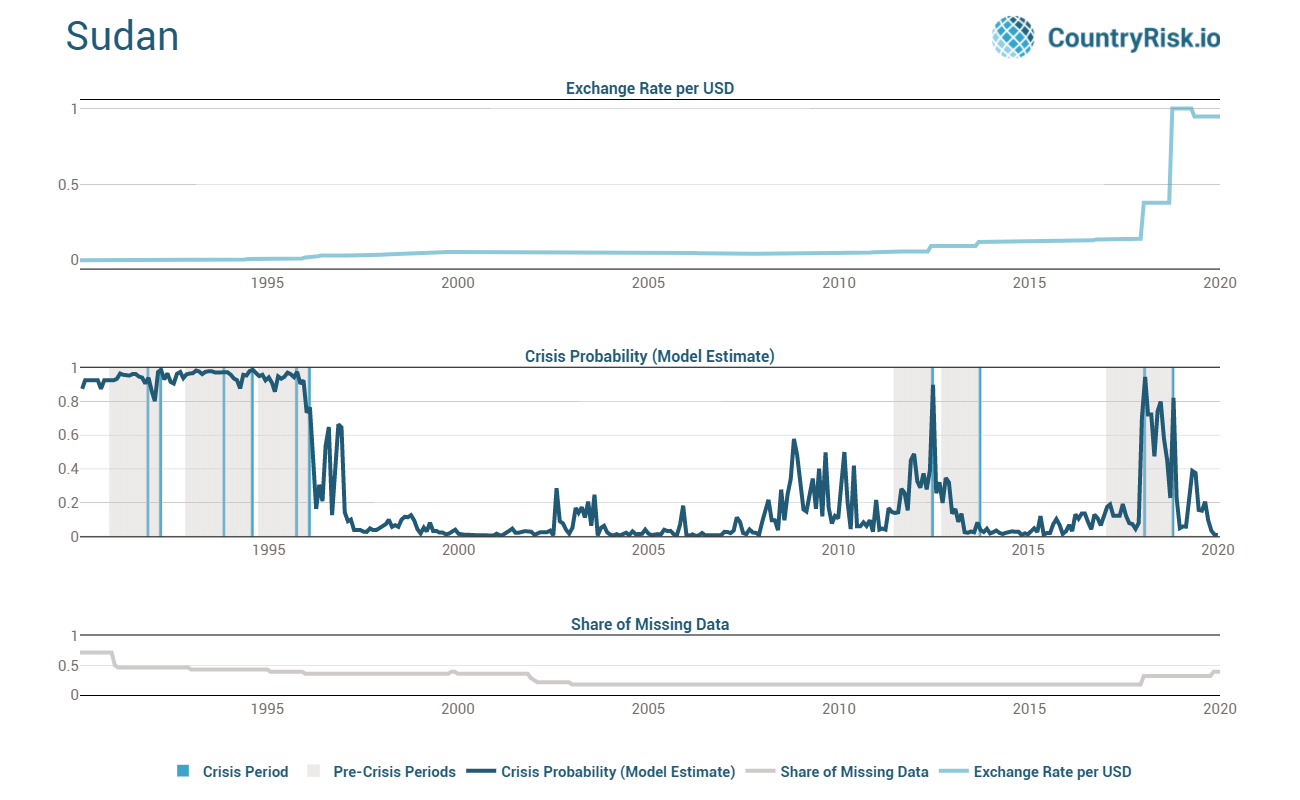 Sudan
CountryRisk.io
Exchange Rate per USD
1
0.5
0
1995 2000 2005 2010 2015 2020
Crisis Probability (Model Estimate)
1
0.8
0.6
0.4
0.2
0
1995 2000 2005 2010 2015 2020
Share of Missing Data
1
0.5
0
1995 2000 2005 2010 2015 2020
Crisis Period Pre-Crisis Periods Crisis Probability (Model Estimate) Share of Missing Data Exchange Rate per USD